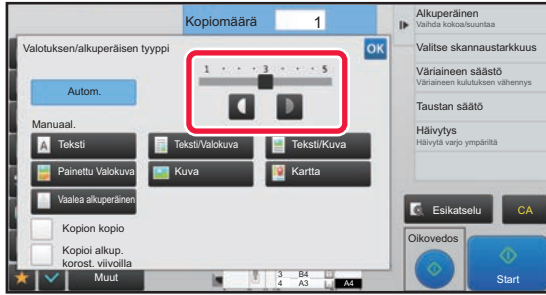 Kopiomäärä 1
Valotuksen/alkuperäisen tyyppi
OK
1 3 5
Autom.
Manuaal.
Teksti
Teksti/Valokuva
Teksti/Kuva
Painettu Valokuva
Kuva
Kartta
Vaalea alkuperäinen
Kopion kopio
Kopioi alkup.
korost. viivoilla
Muut
3 B4
4 A3
A4
Alkuperäinen
Vaihda kokoa/suuntaa
Valitse skannaustarkkuus
Väriaineen säästö
Väriaineen kulutuksen vähennys
Taustan säätö
Häivytys
Häivytä varjo ympäriltä
Esikatselu
CA
Oikovedos
Start